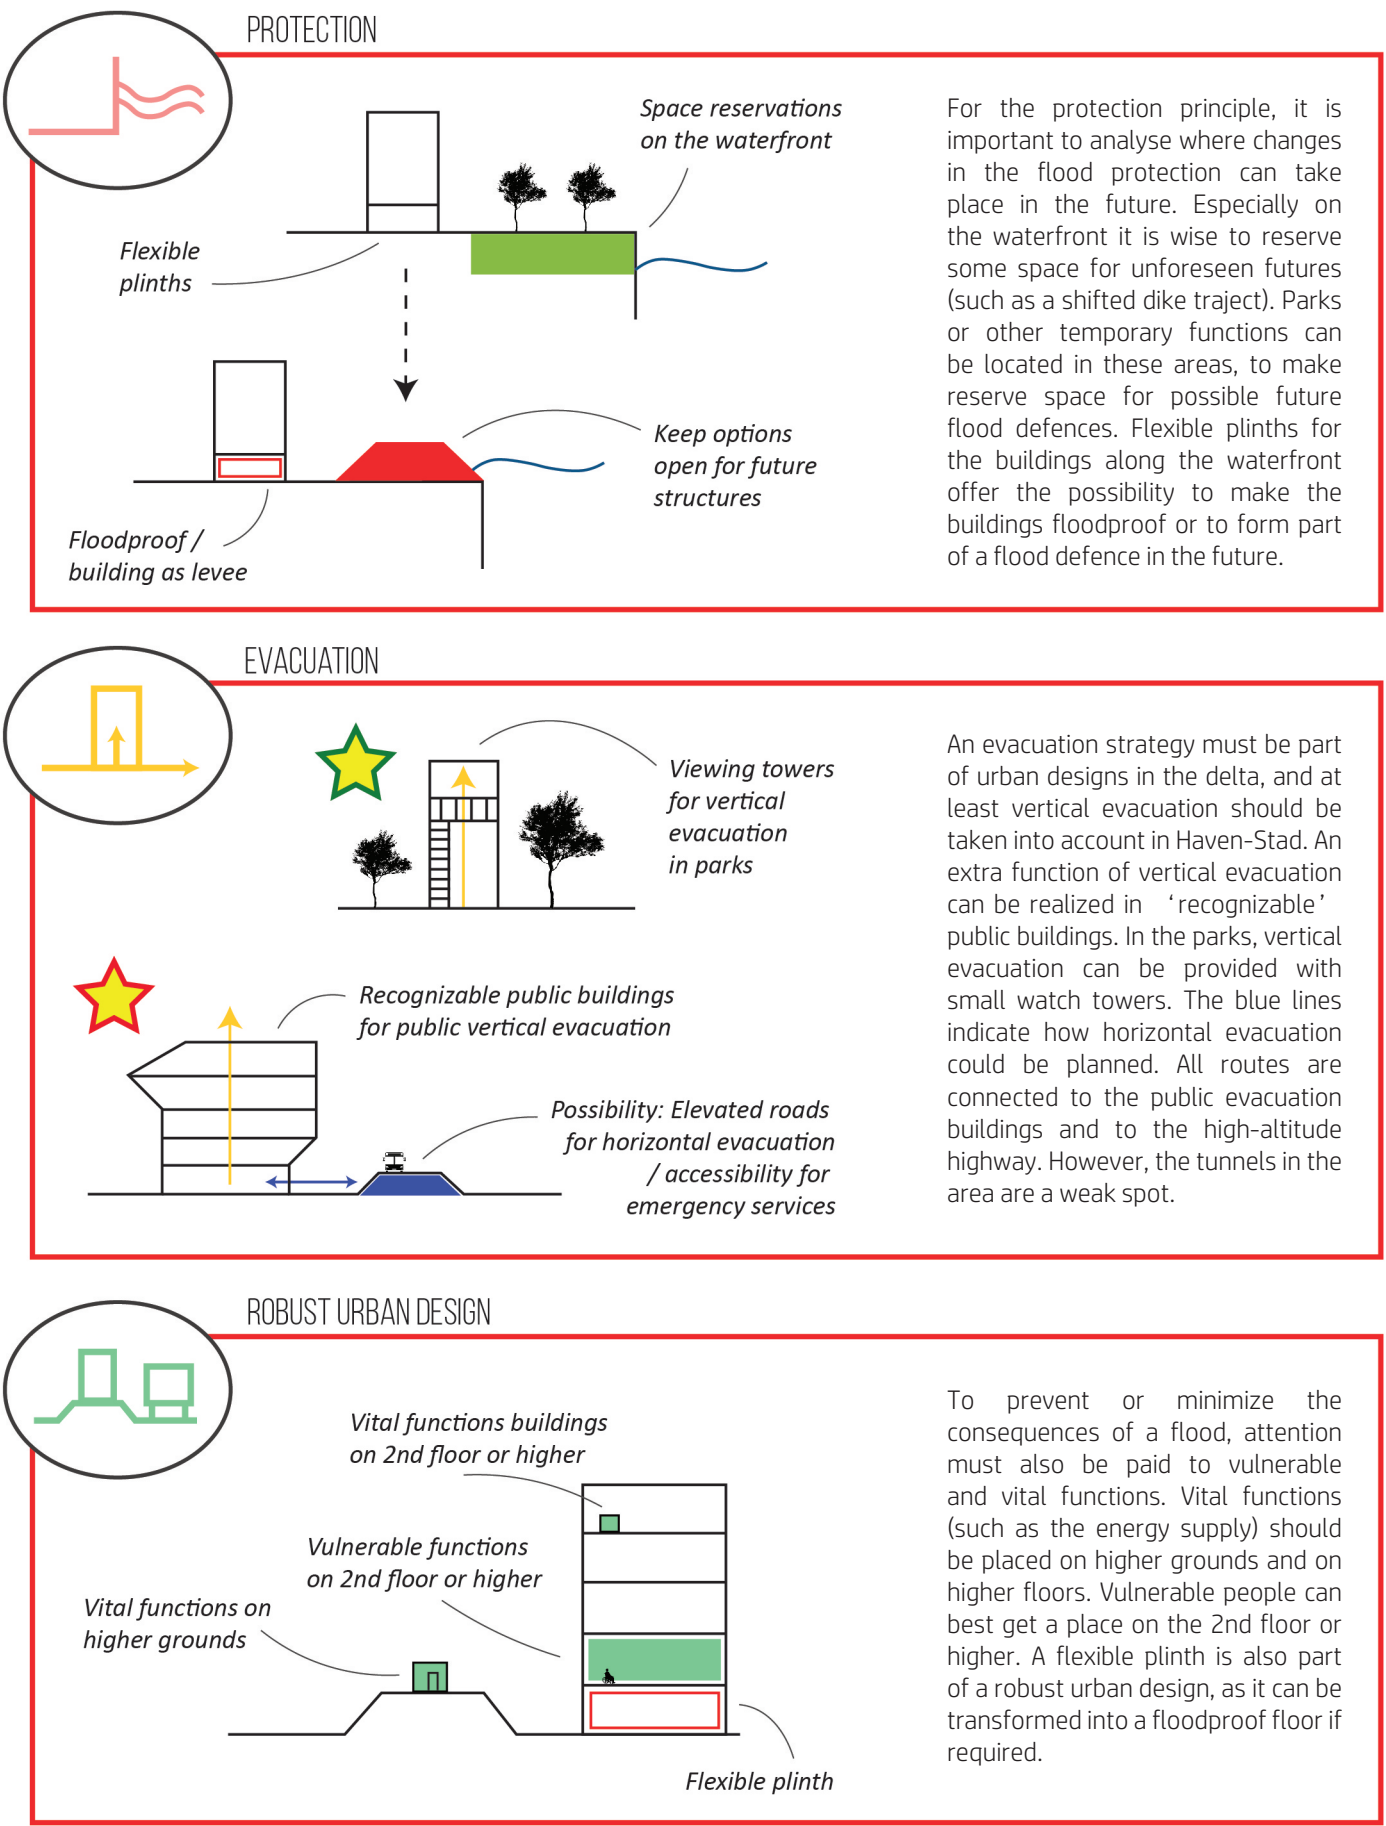 PROTECTION
Space reservations
on the waterfront
Flexible
plinths
Keep options
open for future
structures
Floodproof /
building as levee
For the protection principle, it is
important to analyse where changes
in the flood protection can take
place in the future. Especially on
the waterfront it is wise to reserve
some space for unforeseen futures
(such as a shifted dike traject). Parks
or other temporary functions can
be located in these areas, to make
reserve space for possible future
flood defences. Flexible plinths for
the buildings along the waterfront
offer the possibility to make the
buildings floodproof or to form part
of a flood defence in the future.
EVACUATION
Viewing towers
for vertical
evacuation
in parks
Recognizable public buildings
for public vertical evacuation
Possibility: Elevated roads
for horizontal evacuation
/ accessibility for
emergency services
An evacuation strategy must be part
of urban designs in the delta, and at
least vertical evacuation should be
taken into account in Haven-Stad. An
extra function of vertical evacuation
can be realized in ‘recognizable’
public buildings. In the parks, vertical
evacuation can be provided with
small watch towers. The blue lines
indicate how horizontal evacuation
could be planned. All routes are
connected to the public evacuation
buildings and to the high-altitude
highway. However, the tunnels in the
area are a weak spot.
ROBUST URBAN DESIGN
Vital functions buildings
on 2nd floor or higher
Vulnerable functions
on 2nd floor or higher
Vital functions on
higher grounds
Flexible plinth
To prevent or minimize the
consequences of a flood, attention
must also be paid to vulnerable
and vital functions. Vital functions
(such as the energy supply) should
be placed on higher grounds and on
higher floors. Vulnerable people can
best get a place on the 2nd floor or
higher. A flexible plinth is also part
of a robust urban design, as it can be
transformed into a floodproof floor if
required.